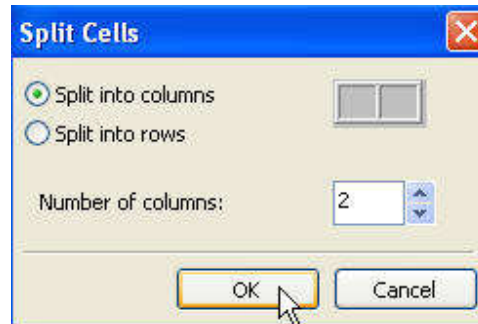 Split Cells
Split into columns
Split into rows
Number of columns: 2
OK Cancel